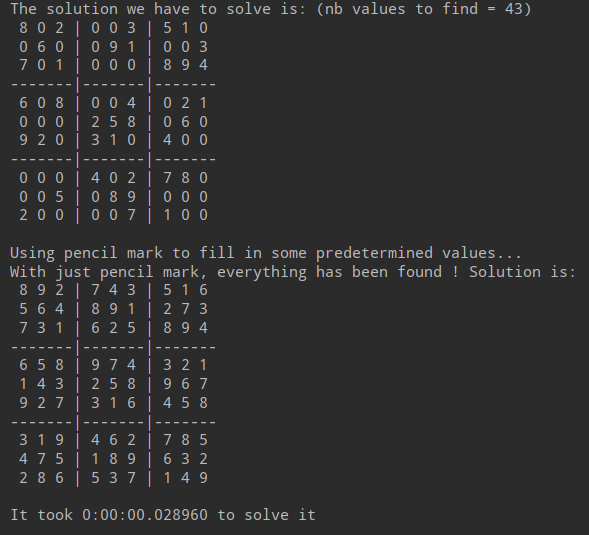 The solution we have to solve is: (nb values to find = 43)
8 0 2 | 0 0 3 | 5 1 0
0 6 0 | 0 9 1 | 0 0 3
7 0 1 | 0 0 0 | 8 9 4
-------|-------|-------
6 0 8 | 0 0 4 | 0 2 1
0 0 0 | 2 5 8 | 0 6 0
9 2 0 | 3 1 0 | 4 0 0
-------|-------|-------
0 0 0 | 4 0 2 | 7 8 0
0 0 5 | 0 8 9 | 0 0 0
2 0 0 | 0 0 7 | 1 0 0
Using pencil mark to fill in some predetermined values...
With just pencil mark, everything has been found ! Solution is:
8 9 2 | 7 4 3 | 5 1 6
5 6 4 | 8 9 1 | 2 7 3
7 3 1 | 6 2 5 | 8 9 4
-------|-------|-------
6 5 8 | 9 7 4 | 3 2 1
1 4 3 | 2 5 8 | 9 6 7
9 2 7 | 3 1 6 | 4 5 8
-------|-------|-------
3 1 9 | 4 6 2 | 7 8 5
4 7 5 | 1 8 9 | 6 3 2
2 8 6 | 5 3 7 | 1 4 9
It took 0:00:00.028960 to solve it